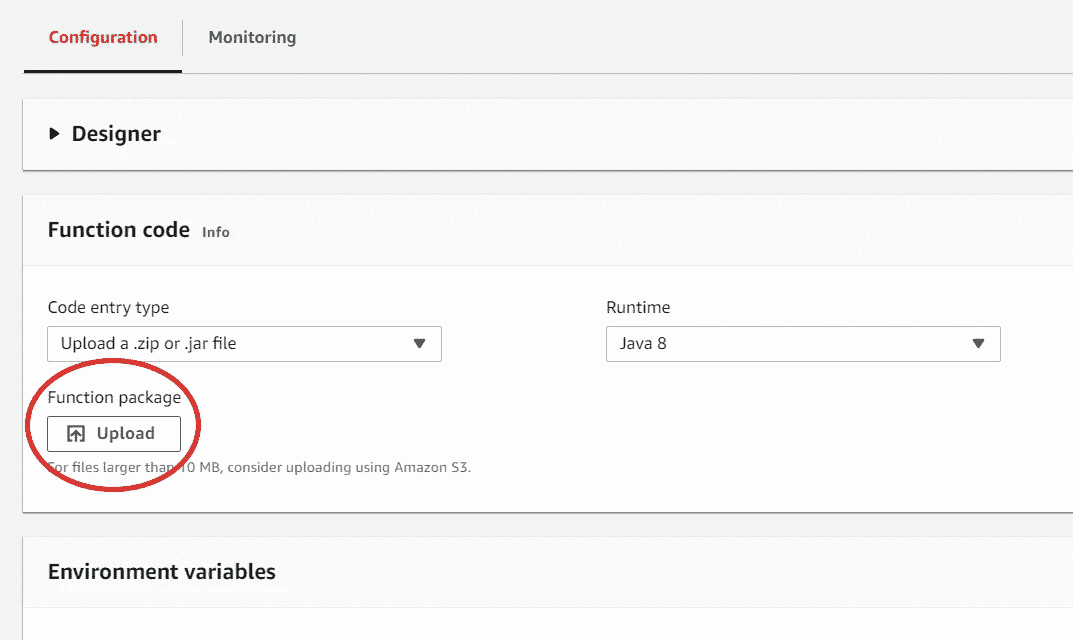 Configuration Monitoring
Designer
Function code Info
Code entry type Runtime
Upload a .zip or .jar file Java 8
Function package
Upload
For files larger than 10 MB, consider uploading using Amazon S3.
Environment variables